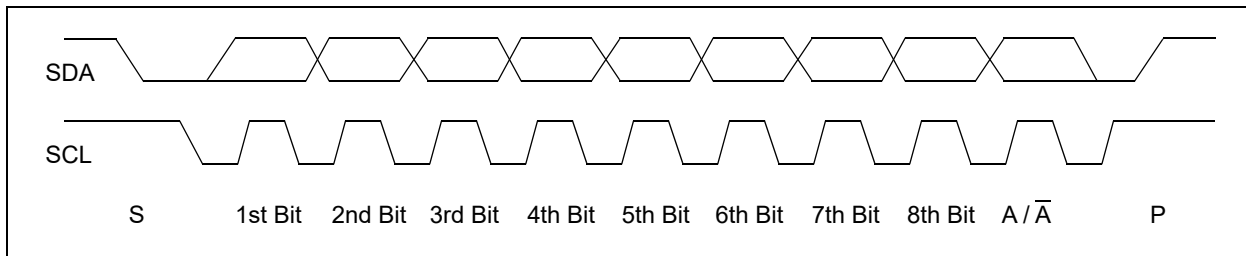 SDA
SCL
S 1st Bit 2nd Bit 3rd Bit 4th Bit 5th Bit 6th Bit 7th Bit 8th Bit A / A̅ P